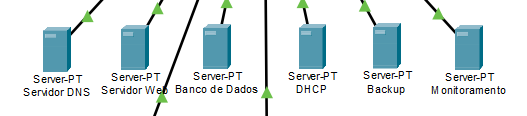 Server-PT
Servidor DNS
Server-PT
Servidor Web
Server-PT
Banco de Dados
Server-PT
DHCP
Server-PT
Backup
Server-PT
Monitoramento